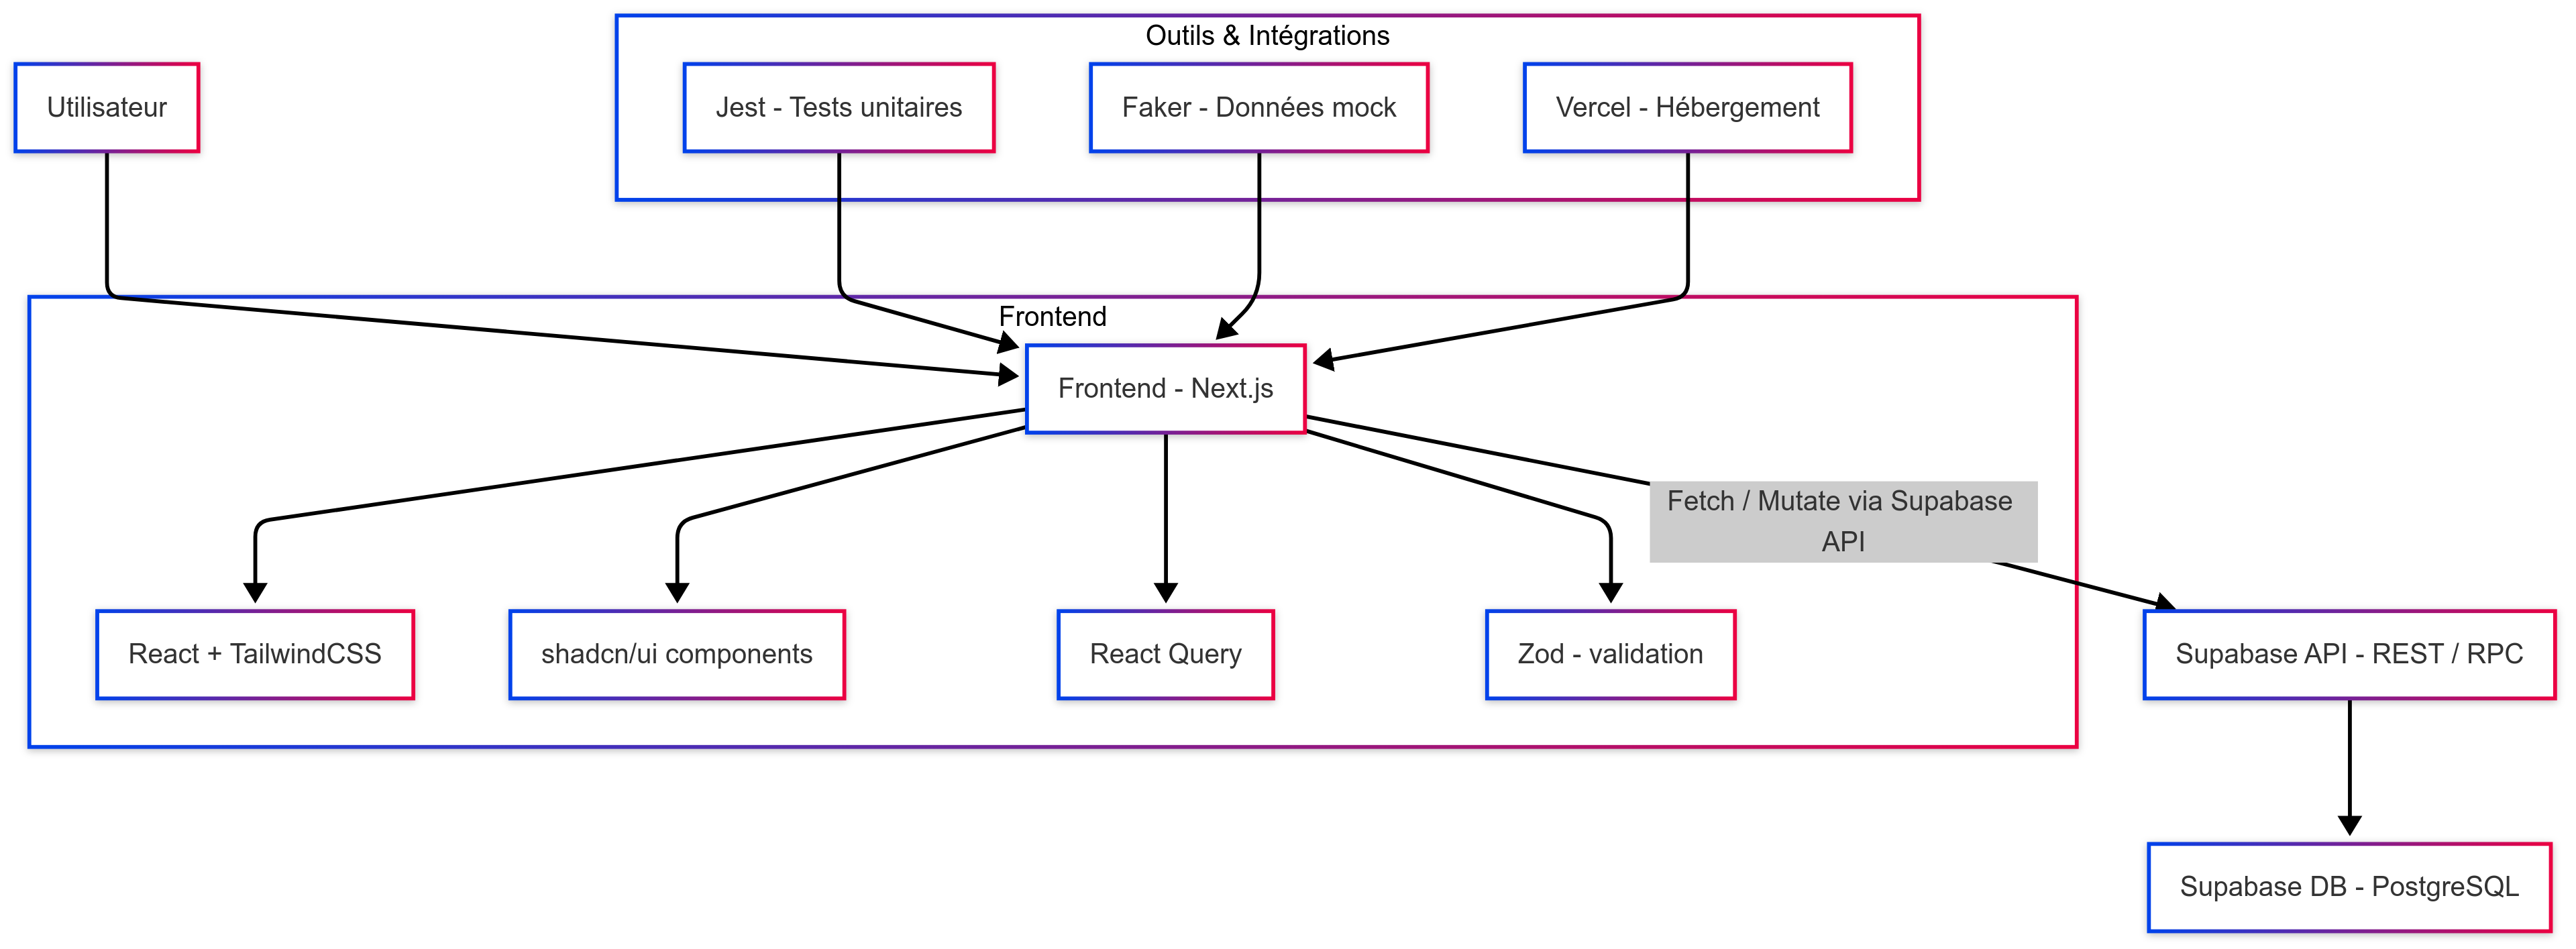 Outils & Intégrations
Utilisateur
Jest - Tests unitaires
Faker - Données mock
Vercel - Hébergement
Frontend
Frontend - Next.js
Fetch / Mutate via Supabase
API
React + TailwindCSS
shadcn/ui components
React Query
Zod - validation
Supabase API - REST / RPC
Supabase DB - PostgreSQL